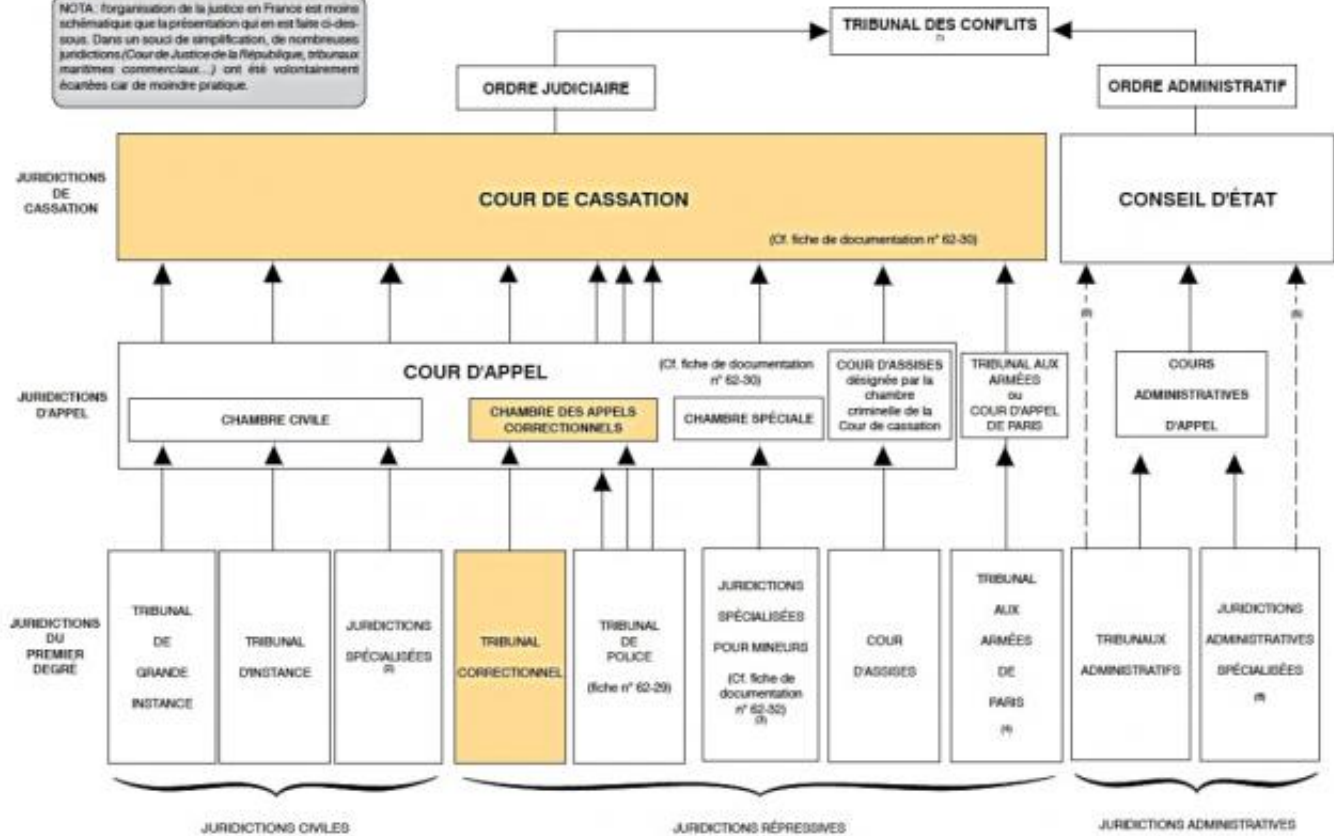 NOTA : l'organisation de la justice en France est moins
schématique que la présentation qui en est faite ci-des-
sous. Dans un souci de simplification, de nombreuses
juridictions (Cour de Justice de la République, tribunaux
maritimes commerciaux...) ont été volontairement
écartées car de moindre pratique.
TRIBUNAL DES CONFLITS
ORDRE JUDICIAIRE
ORDRE ADMINISTRATIF
JURIDICTIONS
DE
CASSATION
COUR DE CASSATION
(Cf. fiche de documentation n° 62-30)
CONSEIL D'ÉTAT
JURIDICTIONS
D'APPEL
COUR D'APPEL
(Cf. fiche de documentation
n° 62-30)
CHAMBRE CIVILE
CHAMBRE DES APPELS
CORRECTIONNELS
CHAMBRE SPÉCIALE
COUR D'ASSISES
désignée par la
chambre
criminelle de la
Cour de cassation
TRIBUNAL AUX
ARMÉES
ou
COUR D'APPEL
DE PARIS
COURS
ADMINISTRATIVES
D'APPEL
JURIDICTIONS
DU
PREMIER
DEGRÉ
TRIBUNAL
DE
GRANDE
INSTANCE
TRIBUNAL
D'INSTANCE
JURIDICTIONS
SPÉCIALISÉES
(2)
TRIBUNAL
CORRECTIONNEL
TRIBUNAL
DE
POLICE
(fiche n° 62-29)
JURIDICTIONS
SPÉCIALISÉES
POUR MINEURS
(Cf. fiche de
documentation
n° 62-32)
(3)
COUR
D'ASSISES
TRIBUNAL
AUX
ARMÉES
DE
PARIS
(4)
TRIBUNAUX
ADMINISTRATIFS
JURIDICTIONS
ADMINISTRATIVES
SPÉCIALISÉES
JURIDICTIONS CIVILES
JURIDICTIONS RÉPRESSIVES
JURIDICTIONS ADMINISTRATIVES